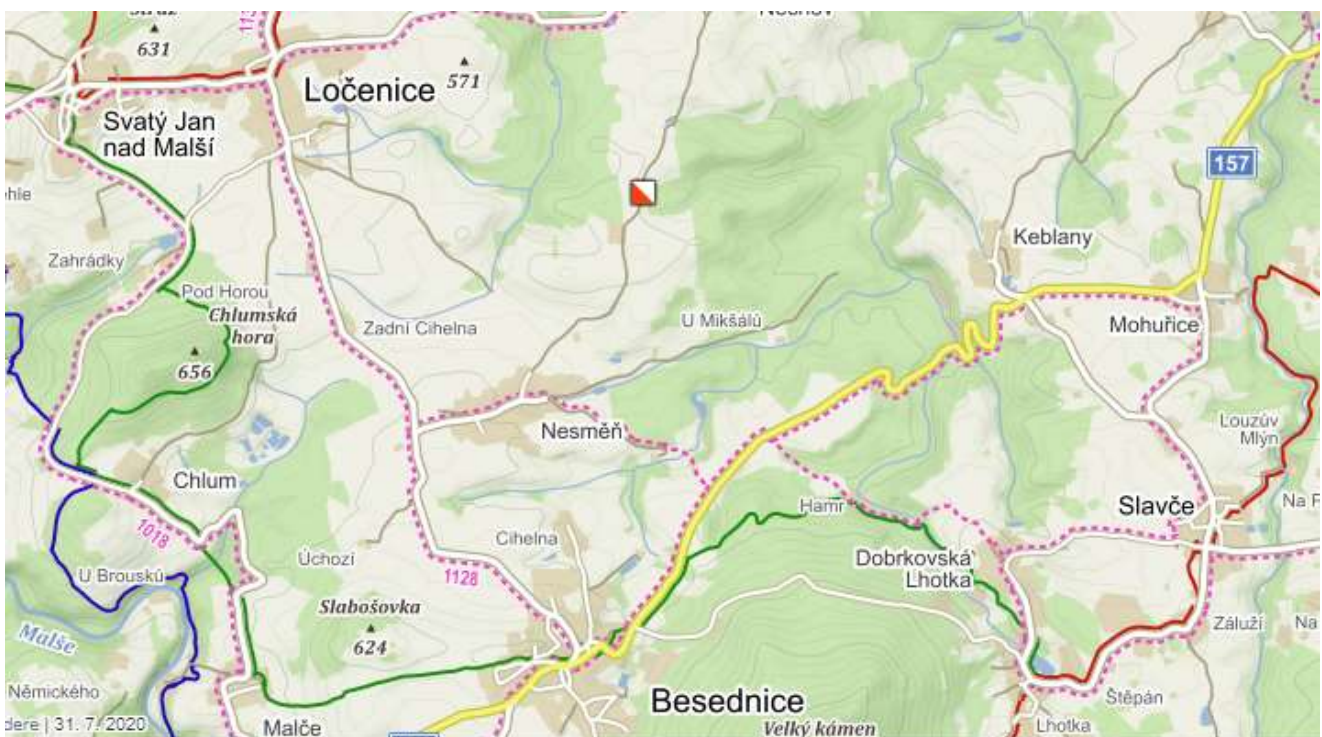 631
Ločenice
571
Svatý Jan
nad Malší
157
Keblany
Zahrádky
Pod Horou
Chlumská
hora
656
Zadní Cihelna
U Mikšálů
Mohuřice
Nesměň
Louzův
Mlýn
Chlum
Hamr
Slavče
1018
Cihelna
Úchozí
1128
Dobrkovská
Lhotka
U Brousků
Slabošovka
624
Malše
Záluží
Na
Německého
Besednice
Štěpán
31. 7. 2020
Malče
Velký kámen
Lhotka